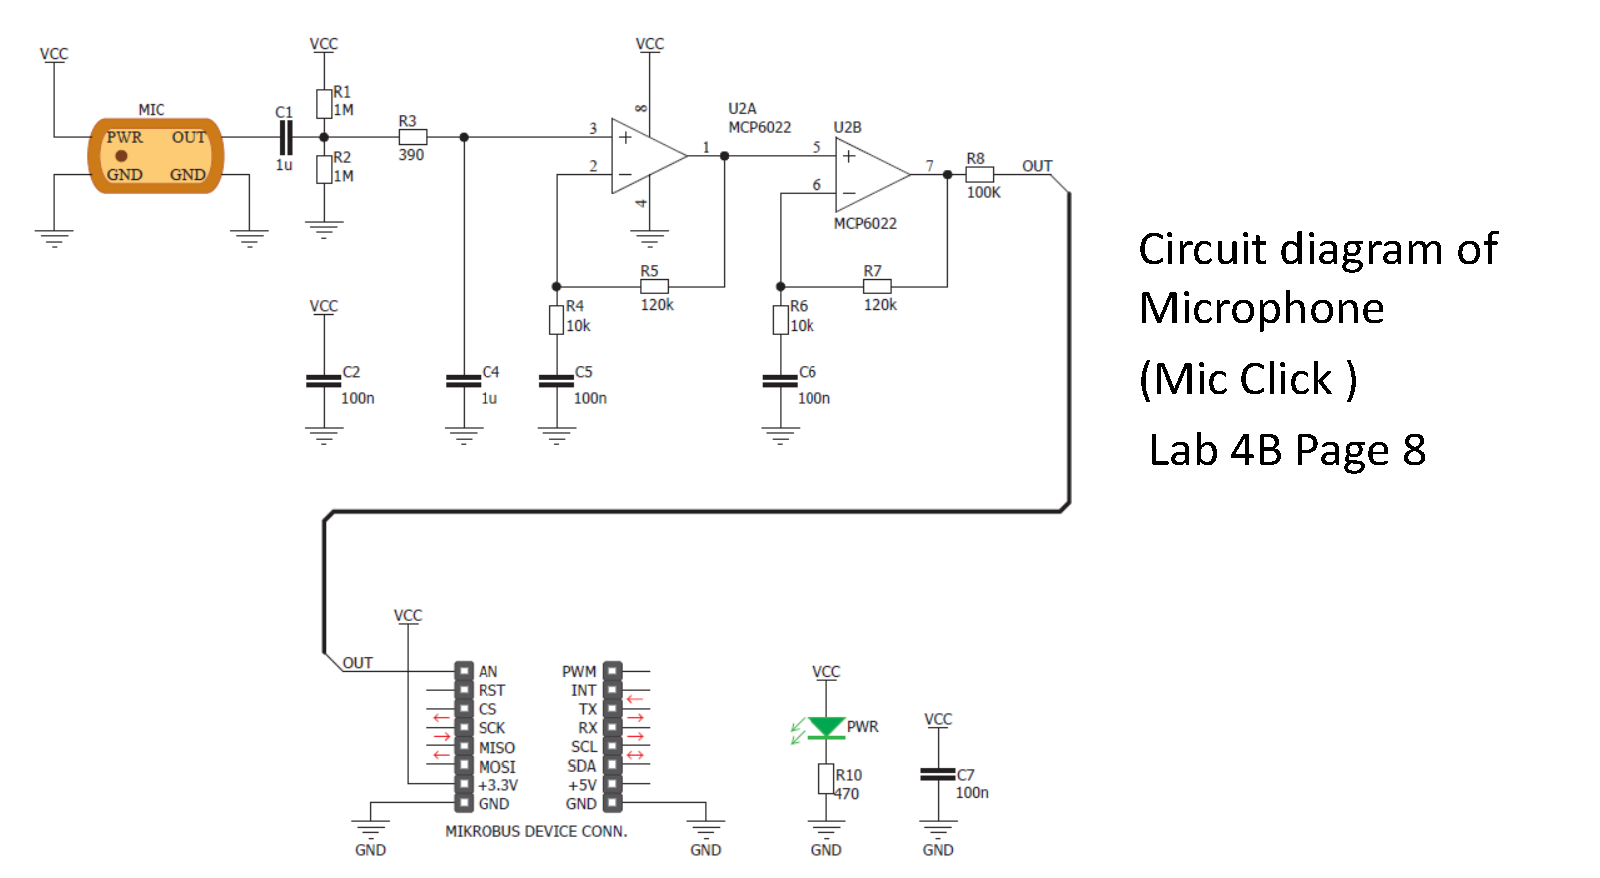 VCC
VCC
VCC
MIC
PWR OUT
GND GND
C1
1u
R1
1M
R2
1M
R3
390
3
2
8
4
1
U2A
MCP6022
U2B
5
6
7
MCP6022
R8
100K
OUT
R5
120k
R7
120k
R4
10k
R6
10k
VCC
C2
100n
C4
1u
C5
100n
C6
100n
Circuit diagram of
Microphone
(Mic Click )
Lab 4B Page 8
VCC
OUT
AN
RST
CS
SCK
MISO
MOSI
+3.3V
GND
PWM
INT
TX
RX
SCL
SDA
+5V
GND
MIKROBUS DEVICE CONN.
GND
GND
VCC
PWR
R10
470
GND
VCC
C7
100n
GND